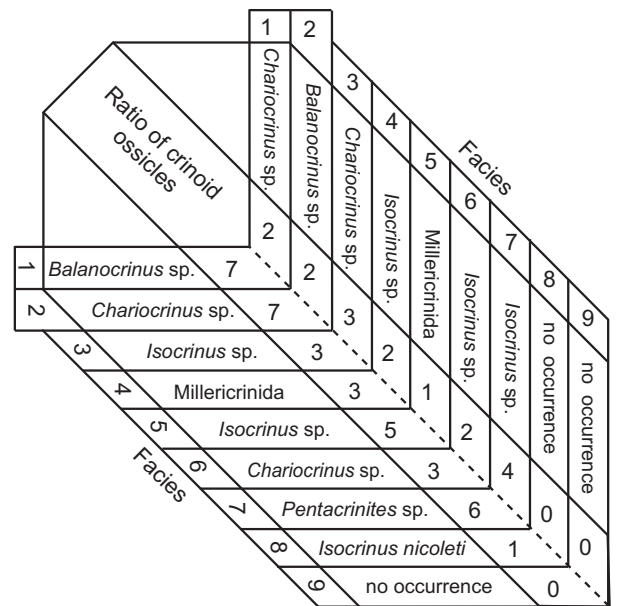 1 2 3 4 5 6 7 8 9
Facies
Ratio of crinoid
ossicles
Chariocrinus sp.
Balanocrinus sp.
Chariocrinus sp.
Isocrinus sp.
Millericrinida
Isocrinus sp.
Isocrinus sp.
no occurrence
no occurrence
2 2 3 2 1 2 4 0 0
1 Balanocrinus sp. 7
2 Chariocrinus sp. 7
3 Isocrinus sp. 3
4 Millericrinida 3
5 Isocrinus sp. 5
6 Chariocrinus sp. 3
7 Pentacrinites sp. 6
8 Isocrinus nicoleti 1
9 no occurrence 0
Facies